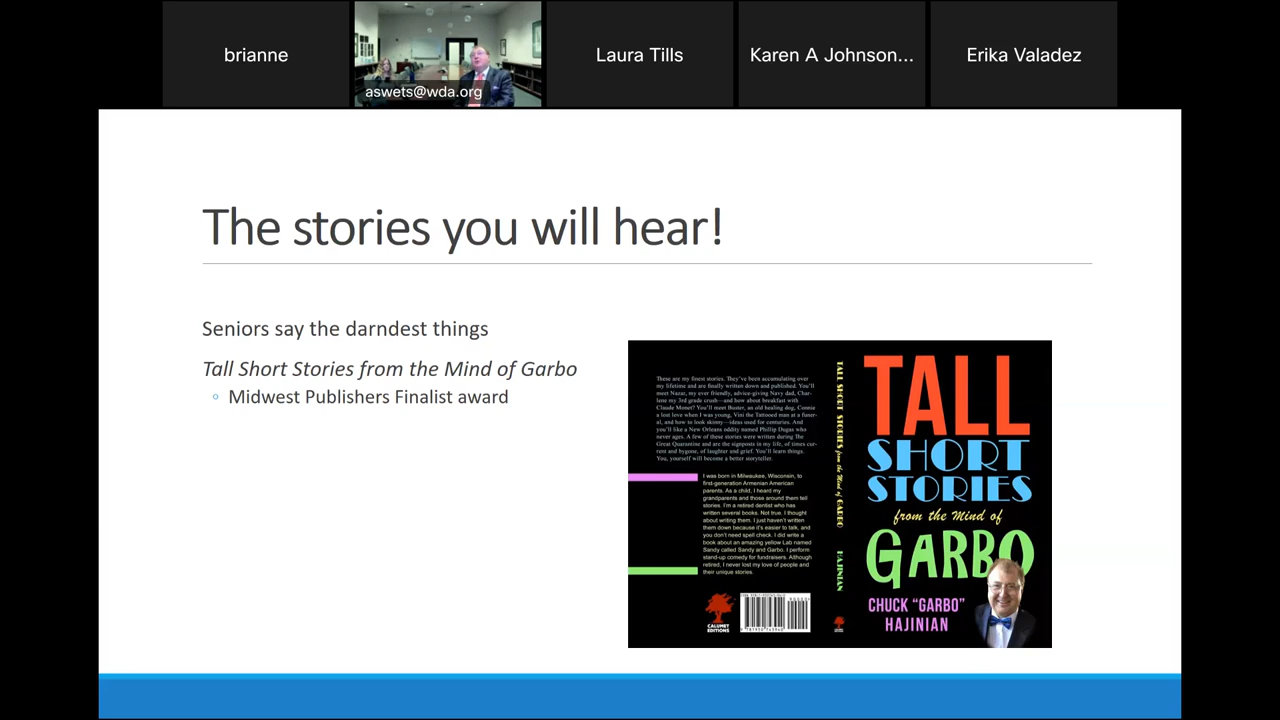 brianne
aswets@wda.org
Laura Tills
Karen A Johnson...
Erika Valadez
The stories you will hear!
Seniors say the darndest things
Tall Short Stories from the Mind of Garbo
Midwest Publishers Finalist award
These are my finest stories. They've been accumulating over
my lifetime and are finally written down and published. You'll
meet Nazar, my ever friendly, advice-giving Navy dad, Char-
lene my 3rd grade crush—and how about breakfast with
Claude Monet? You'll meet Buster, an old healing dog, Connie
a lost love when I was young, Vini the Tattooed man at a funer-
al, and how to look skinny—ideas used for centuries. And
you'll like a New Orleans oddity named Phillip Dugas who
never ages. A few of these stories were written during The
Great Quarantine and are the signposts in my life, of times cur-
rent and bygone, of laughter and grief. You'll learn things.
You, yourself will become a better storyteller.
I was born in Milwaukee, Wisconsin, to
first-generation Armenian American
parents. As a child, I heard my
grandparents and those around them tell
stories. I'm a retired dentist who has
written several books. Not true. I thought
about writing them. I just haven't written
them down because it's easier to talk, and
you don't need spell check. I did write a
book about an amazing yellow Lab named
Sandy called Sandy and Garbo. I perform
stand-up comedy for fundraisers. Although
retired, I never lost my love of people and
their unique stories.
CALUMET
EDITIONS
TALL SHORT STORIES from the Mind of GARBO
HAJINIAN
TALL
SHORT
STORIES
from the Mind of
GARBO
CHUCK "GARBO"
HAJINIAN